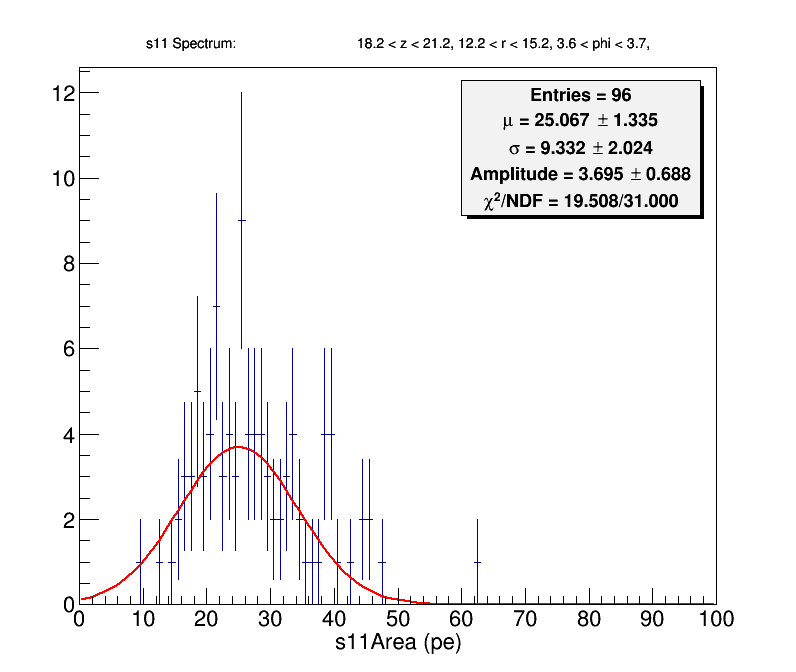 s11 Spectrum: 18.2 < z < 21.2, 12.2 < r < 15.2, 3.6 < phi < 3.7,
Entries = 96
μ = 25.067 ± 1.335
σ = 9.332 ± 2.024
Amplitude = 3.695 ± 0.688
χ²/NDF = 19.508/31.000
12
10
8
6
4
2
0
0 10 20 30 40 50 60 70 80 90 100
s11Area (pe)